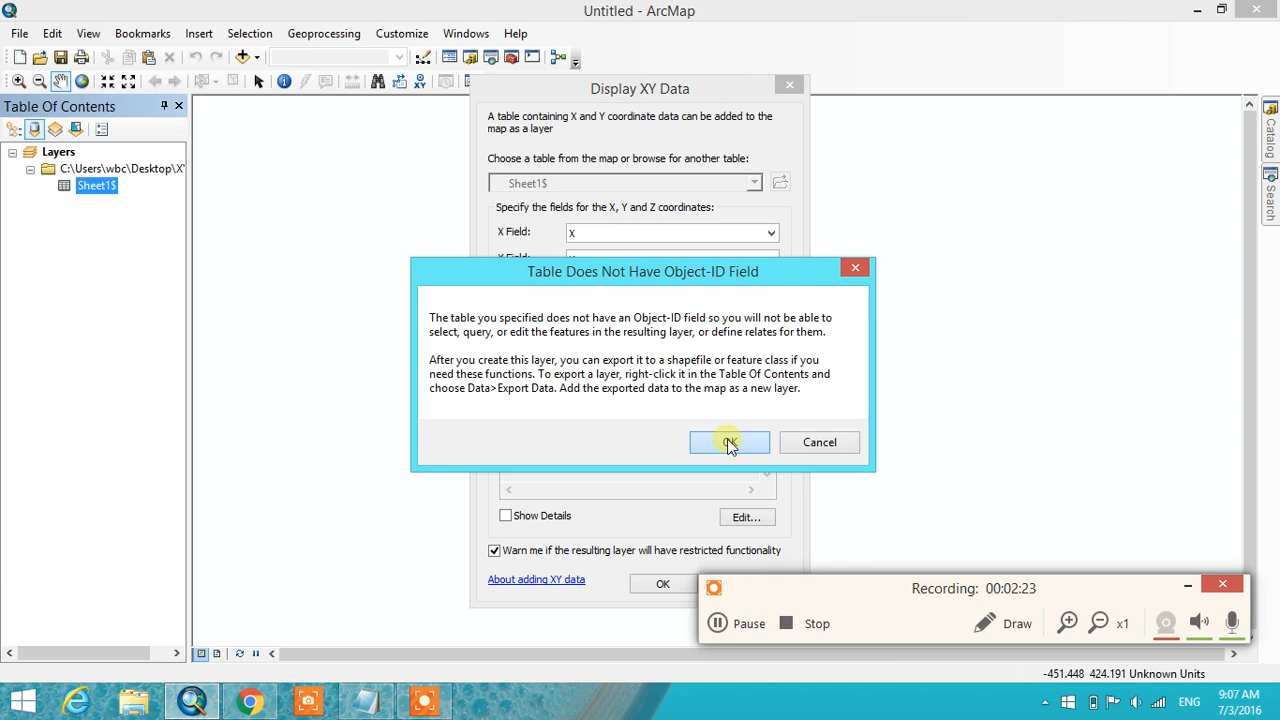 Untitled - ArcMap
File Edit View Bookmarks Insert Selection Geoprocessing Customize Windows Help
Table Of Contents
Layers
C:\Users\wbc\Desktop\X
Sheet1$
Display XY Data
A table containing X and Y coordinate data can be added to the
map as a layer
Choose a table from the map or browse for another table:
Sheet1$
Specify the fields for the X, Y and Z coordinates:
X Field: X
Table Does Not Have Object-ID Field
The table you specified does not have an Object-ID field so you will not be able to
select, query, or edit the features in the resulting layer, or define relates for them.
After you create this layer, you can export it to a shapefile or feature class if you
need these functions. To export a layer, right-click it in the Table Of Contents and
choose Data>Export Data. Add the exported data to the map as a new layer.
OK Cancel
Show Details Edit...
Warn me if the resulting layer will have restricted functionality
About adding XY data OK
Catalog
Search
Recording: 00:02:23
Pause Stop Draw x1
-451.448 424.191 Unknown Units
ENG
9:07 AM
7/3/2016